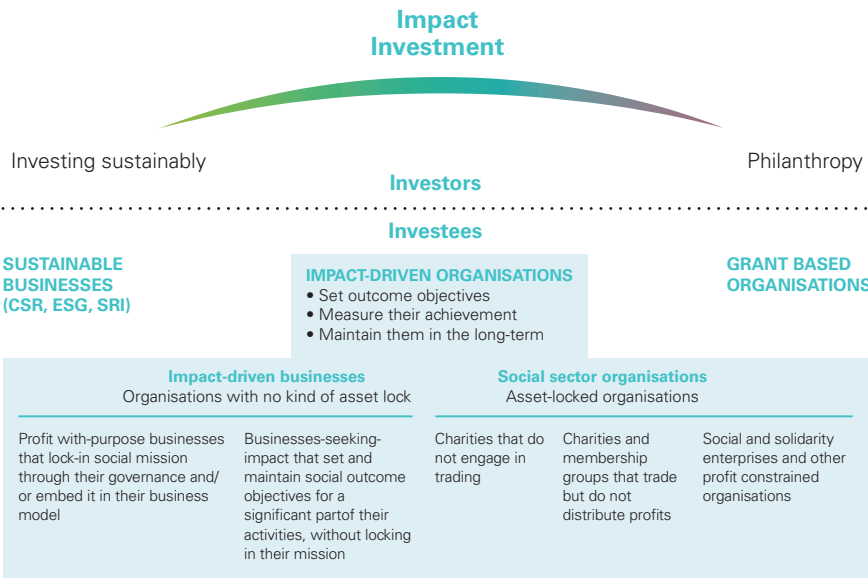 Impact
Investment
Investing sustainably
Philanthropy
Investors
Investees
SUSTAINABLE
BUSINESSES
(CSR, ESG, SRI)
IMPACT-DRIVEN ORGANISATIONS
• Set outcome objectives
• Measure their achievement
• Maintain them in the long-term
GRANT BASED
ORGANISATIONS
Impact-driven businesses
Organisations with no kind of asset lock
Social sector organisations
Asset-locked organisations
Profit with-purpose businesses
that lock-in social mission
through their governance and/
or embed it in their business
model
Businesses-seeking-
impact that set and
maintain social outcome
objectives for a
significant partof their
activities, without locking
in their mission
Charities that do
not engage in
trading
Charities and
membership
groups that trade
but do not
distribute profits
Social and solidarity
enterprises and other
profit constrained
organisations